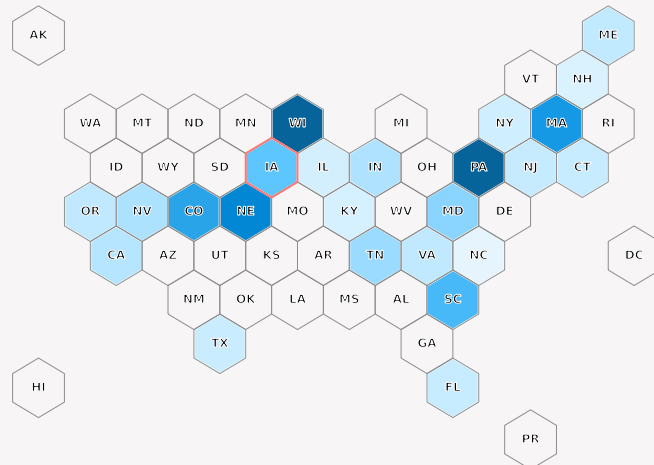 AK ME
VT NH
WA MT ND MN WI MI NY MA RI
ID WY SD IA IL IN OH PA NJ CT
OR NV CO NE MO KY WV MD DE
CA AZ UT KS AR TN VA NC DC
NM OK LA MS AL SC
TX GA
HI FL
PR